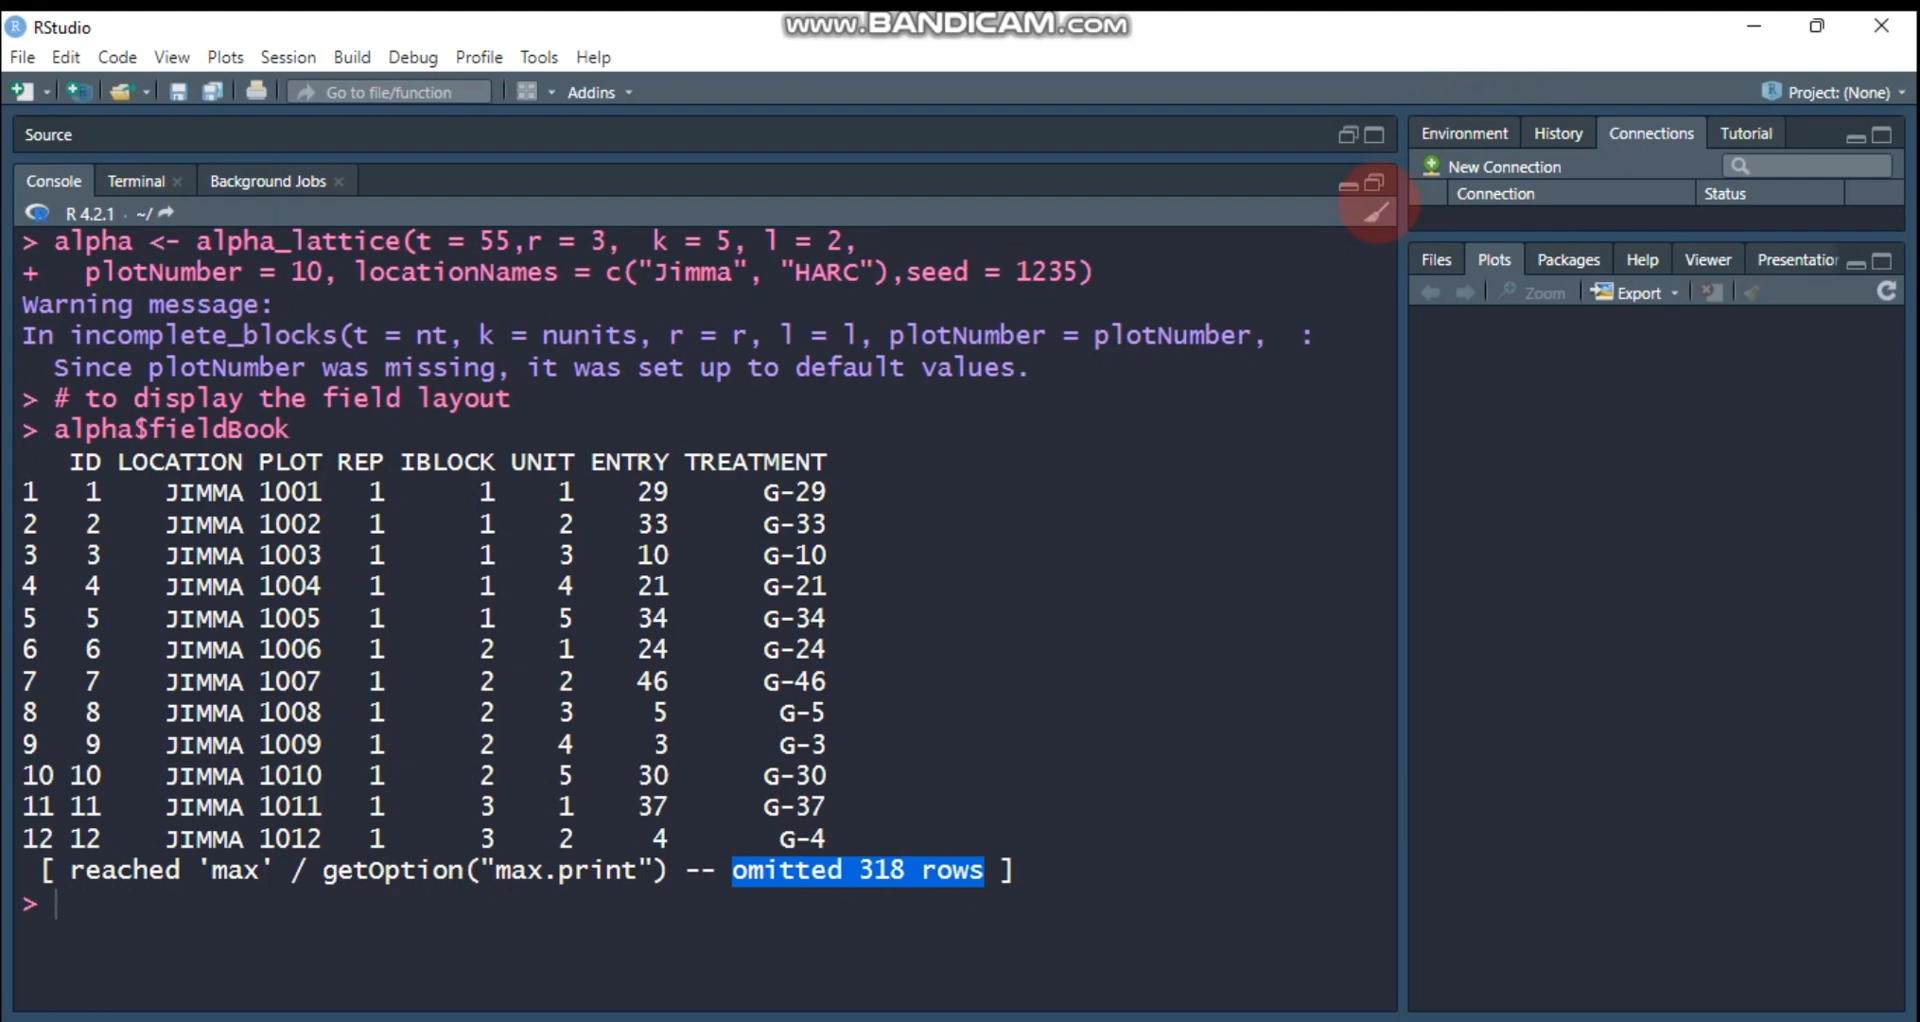 www.BANDICAM.com
RStudio
File Edit Code View Plots Session Build Debug Profile Tools Help
Go to file/function Addins Project: (None)
Source
Console Terminal Background Jobs
R 4.2.1 · ~/
> alpha <- alpha_lattice(t = 55,r = 3,  k = 5, l = 2,
+   plotNumber = 10, locationNames = c("Jimma", "HARC"),seed = 1235)
Warning message:
In incomplete_blocks(t = nt, k = nunits, r = r, l = l, plotNumber = plotNumber,  :
  Since plotNumber was missing, it was set up to default values.
> # to display the field layout
> alpha$fieldBook
   ID LOCATION PLOT REP IBLOCK UNIT ENTRY TREATMENT
1   1    JIMMA 1001   1      1    1    29      G-29
2   2    JIMMA 1002   1      1    2    33      G-33
3   3    JIMMA 1003   1      1    3    10      G-10
4   4    JIMMA 1004   1      1    4    21      G-21
5   5    JIMMA 1005   1      1    5    34      G-34
6   6    JIMMA 1006   1      2    1    24      G-24
7   7    JIMMA 1007   1      2    2    46      G-46
8   8    JIMMA 1008   1      2    3     5       G-5
9   9    JIMMA 1009   1      2    4     3       G-3
10 10    JIMMA 1010   1      2    5    30      G-30
11 11    JIMMA 1011   1      3    1    37      G-37
12 12    JIMMA 1012   1      3    2     4       G-4
 [ reached 'max' / getOption("max.print") -- omitted 318 rows ]
>
Environment History Connections Tutorial
New Connection
Connection Status
Files Plots Packages Help Viewer Presentatior
Zoom Export